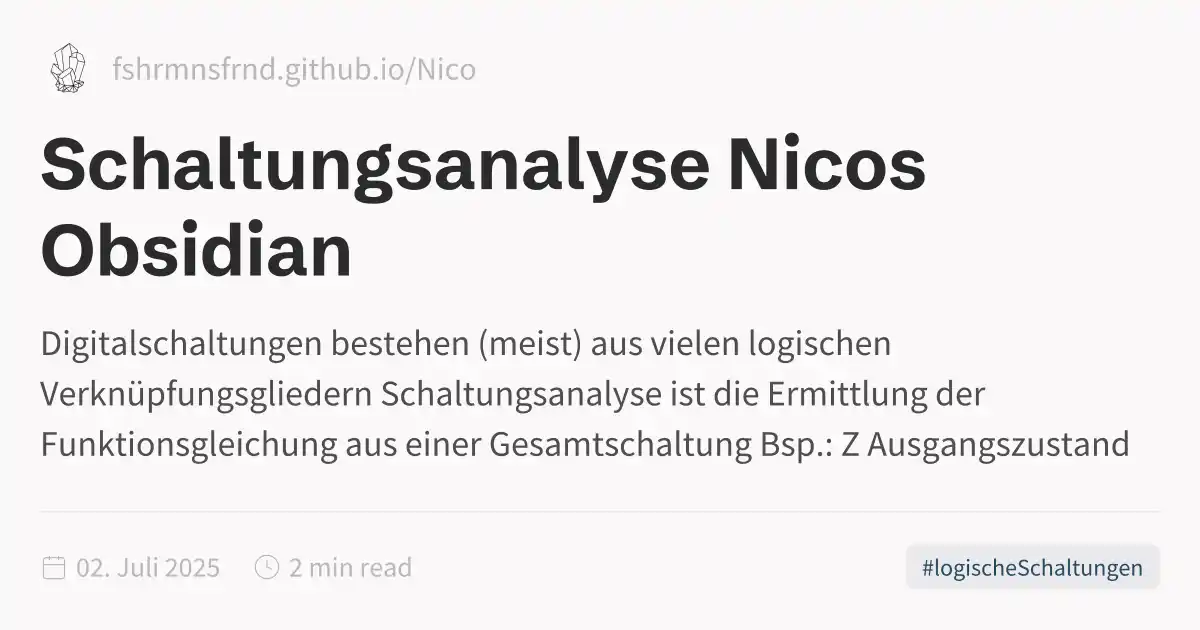 fshrmnsfrnd.github.io/Nico
Schaltungsanalyse Nicos
Obsidian
Digitalschaltungen bestehen (meist) aus vielen logischen
Verknüpfungsgliedern Schaltungsanalyse ist die Ermittlung der
Funktionsgleichung aus einer Gesamtschaltung Bsp.: Z Ausgangszustand
02. Juli 2025
2 min read
#logischeSchaltungen